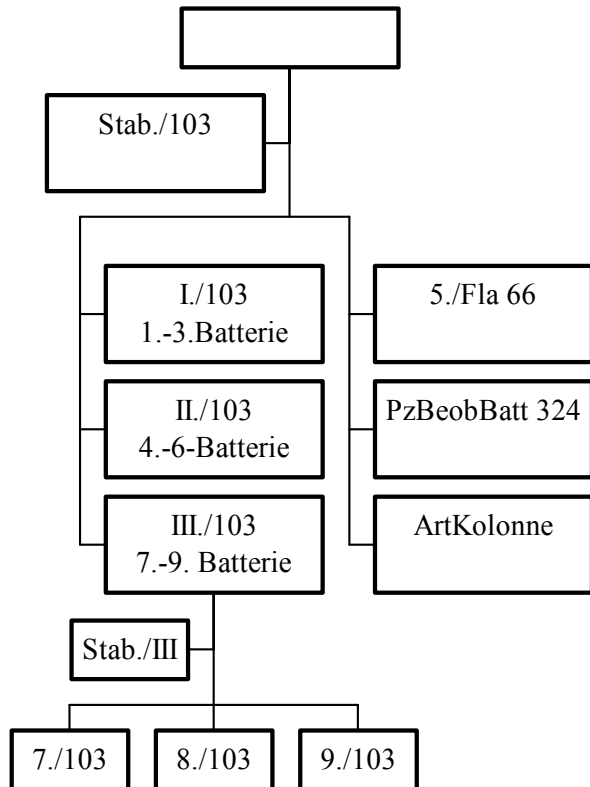 Stab./103
I./103
1.-3.Batterie
5./Fla 66
II./103
4.-6-Batterie
PzBeobBatt 324
III./103
7.-9. Batterie
ArtKolonne
Stab./III
7./103
8./103
9./103